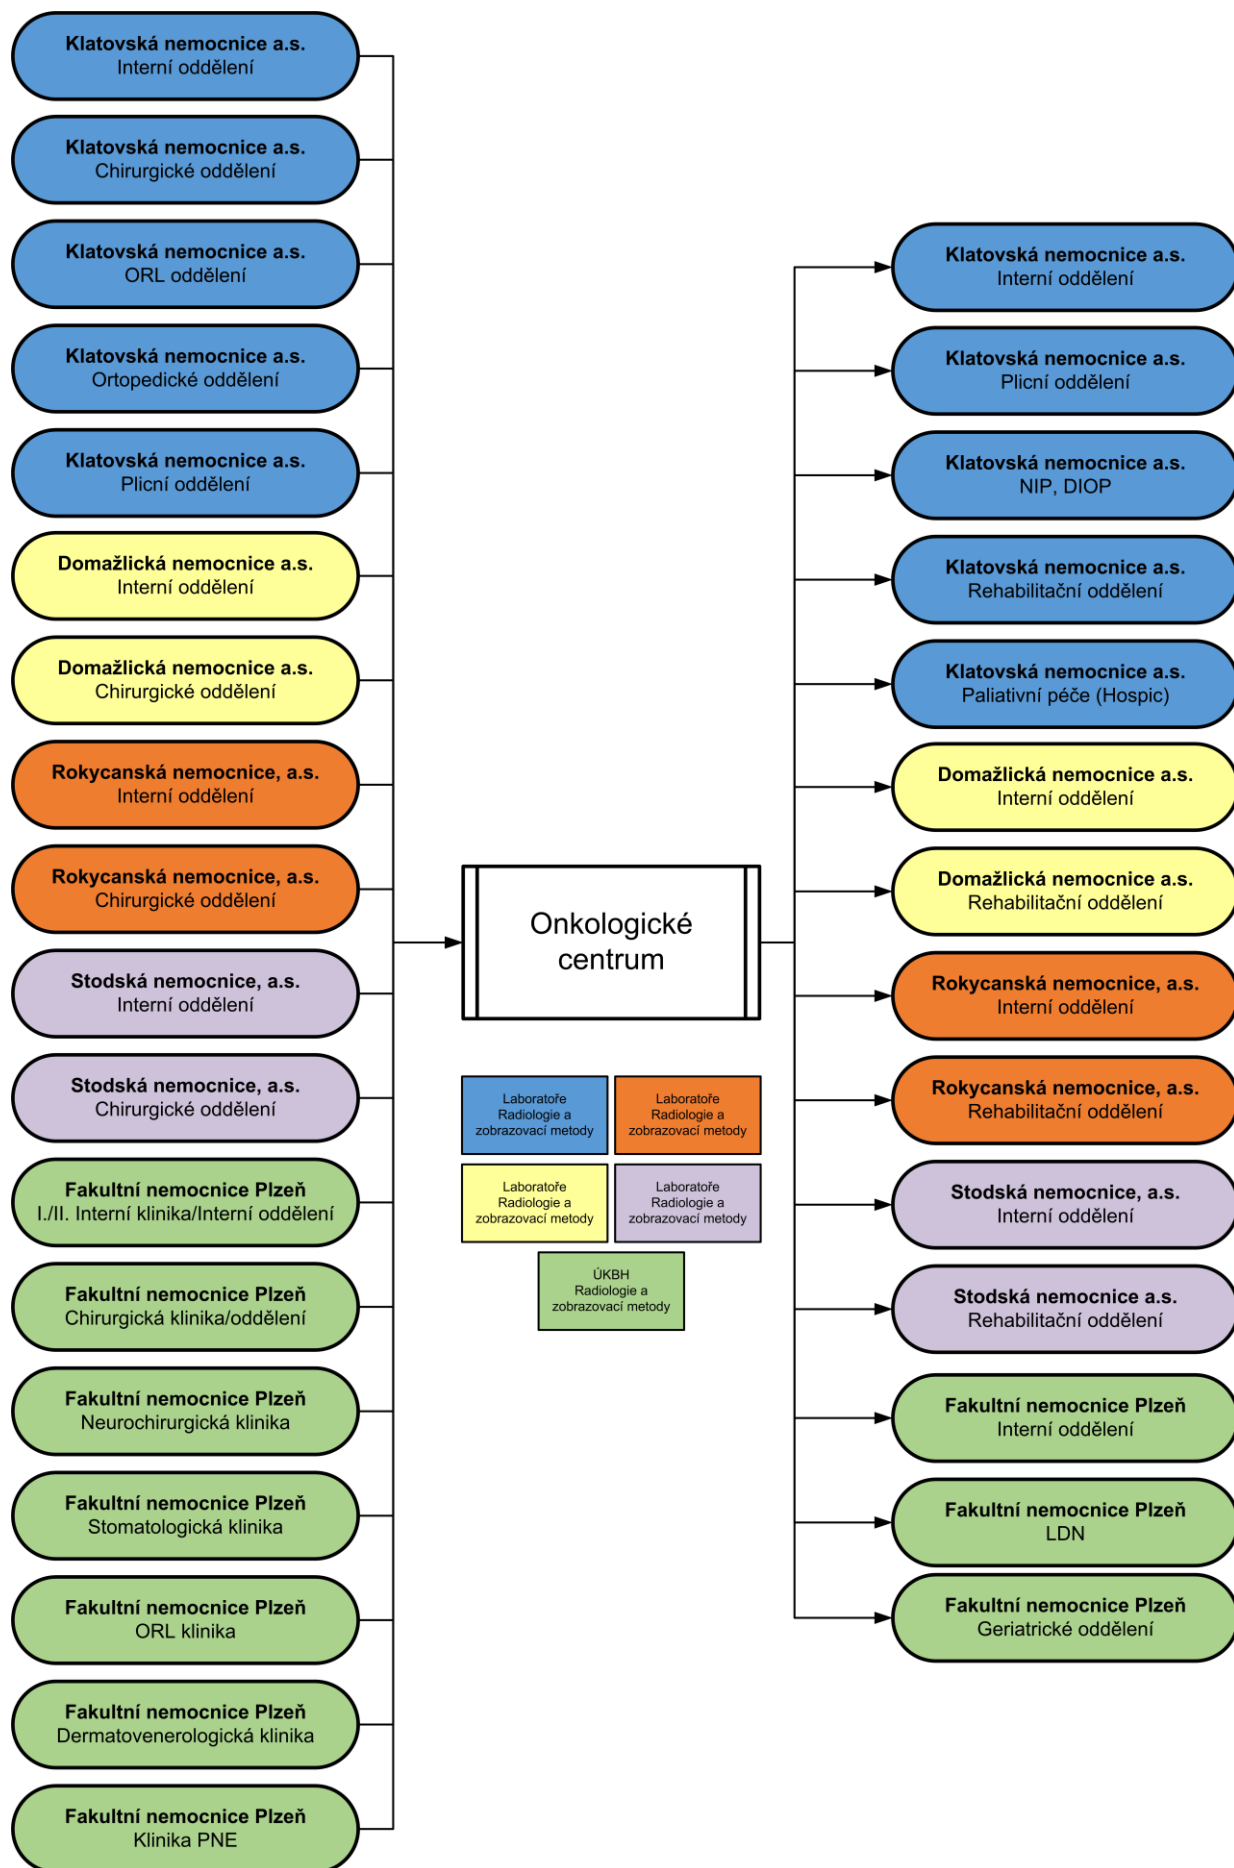 Klatovská nemocnice a.s.
Interní oddělení
Klatovská nemocnice a.s.
Chirurgické oddělení
Klatovská nemocnice a.s.
ORL oddělení
Klatovská nemocnice a.s.
Ortopedické oddělení
Klatovská nemocnice a.s.
Plicní oddělení
Domažlická nemocnice a.s.
Interní oddělení
Domažlická nemocnice a.s.
Chirurgické oddělení
Rokycanská nemocnice, a.s.
Interní oddělení
Rokycanská nemocnice, a.s.
Chirurgické oddělení
Stodská nemocnice, a.s.
Interní oddělení
Stodská nemocnice, a.s.
Chirurgické oddělení
Fakultní nemocnice Plzeň
I./II. Interní klinika/Interní oddělení
Fakultní nemocnice Plzeň
Chirurgická klinika/oddělení
Fakultní nemocnice Plzeň
Neurochirurgická klinika
Fakultní nemocnice Plzeň
Stomatologická klinika
Fakultní nemocnice Plzeň
ORL klinika
Fakultní nemocnice Plzeň
Dermatovenerologická klinika
Fakultní nemocnice Plzeň
Klinika PNE
Onkologické
centrum
Laboratoře
Radiologie a
zobrazovací metody
Laboratoře
Radiologie a
zobrazovací metody
Laboratoře
Radiologie a
zobrazovací metody
Laboratoře
Radiologie a
zobrazovací metody
ÚKBH
Radiologie a
zobrazovací metody
Klatovská nemocnice a.s.
Interní oddělení
Klatovská nemocnice a.s.
Plicní oddělení
Klatovská nemocnice a.s.
NIP, DIOP
Klatovská nemocnice a.s.
Rehabilitační oddělení
Klatovská nemocnice a.s.
Paliativní péče (Hospic)
Domažlická nemocnice a.s.
Interní oddělení
Domažlická nemocnice a.s.
Rehabilitační oddělení
Rokycanská nemocnice, a.s.
Interní oddělení
Rokycanská nemocnice, a.s.
Rehabilitační oddělení
Stodská nemocnice, a.s.
Interní oddělení
Stodská nemocnice a.s.
Rehabilitační oddělení
Fakultní nemocnice Plzeň
Interní oddělení
Fakultní nemocnice Plzeň
LDN
Fakultní nemocnice Plzeň
Geriatrické oddělení